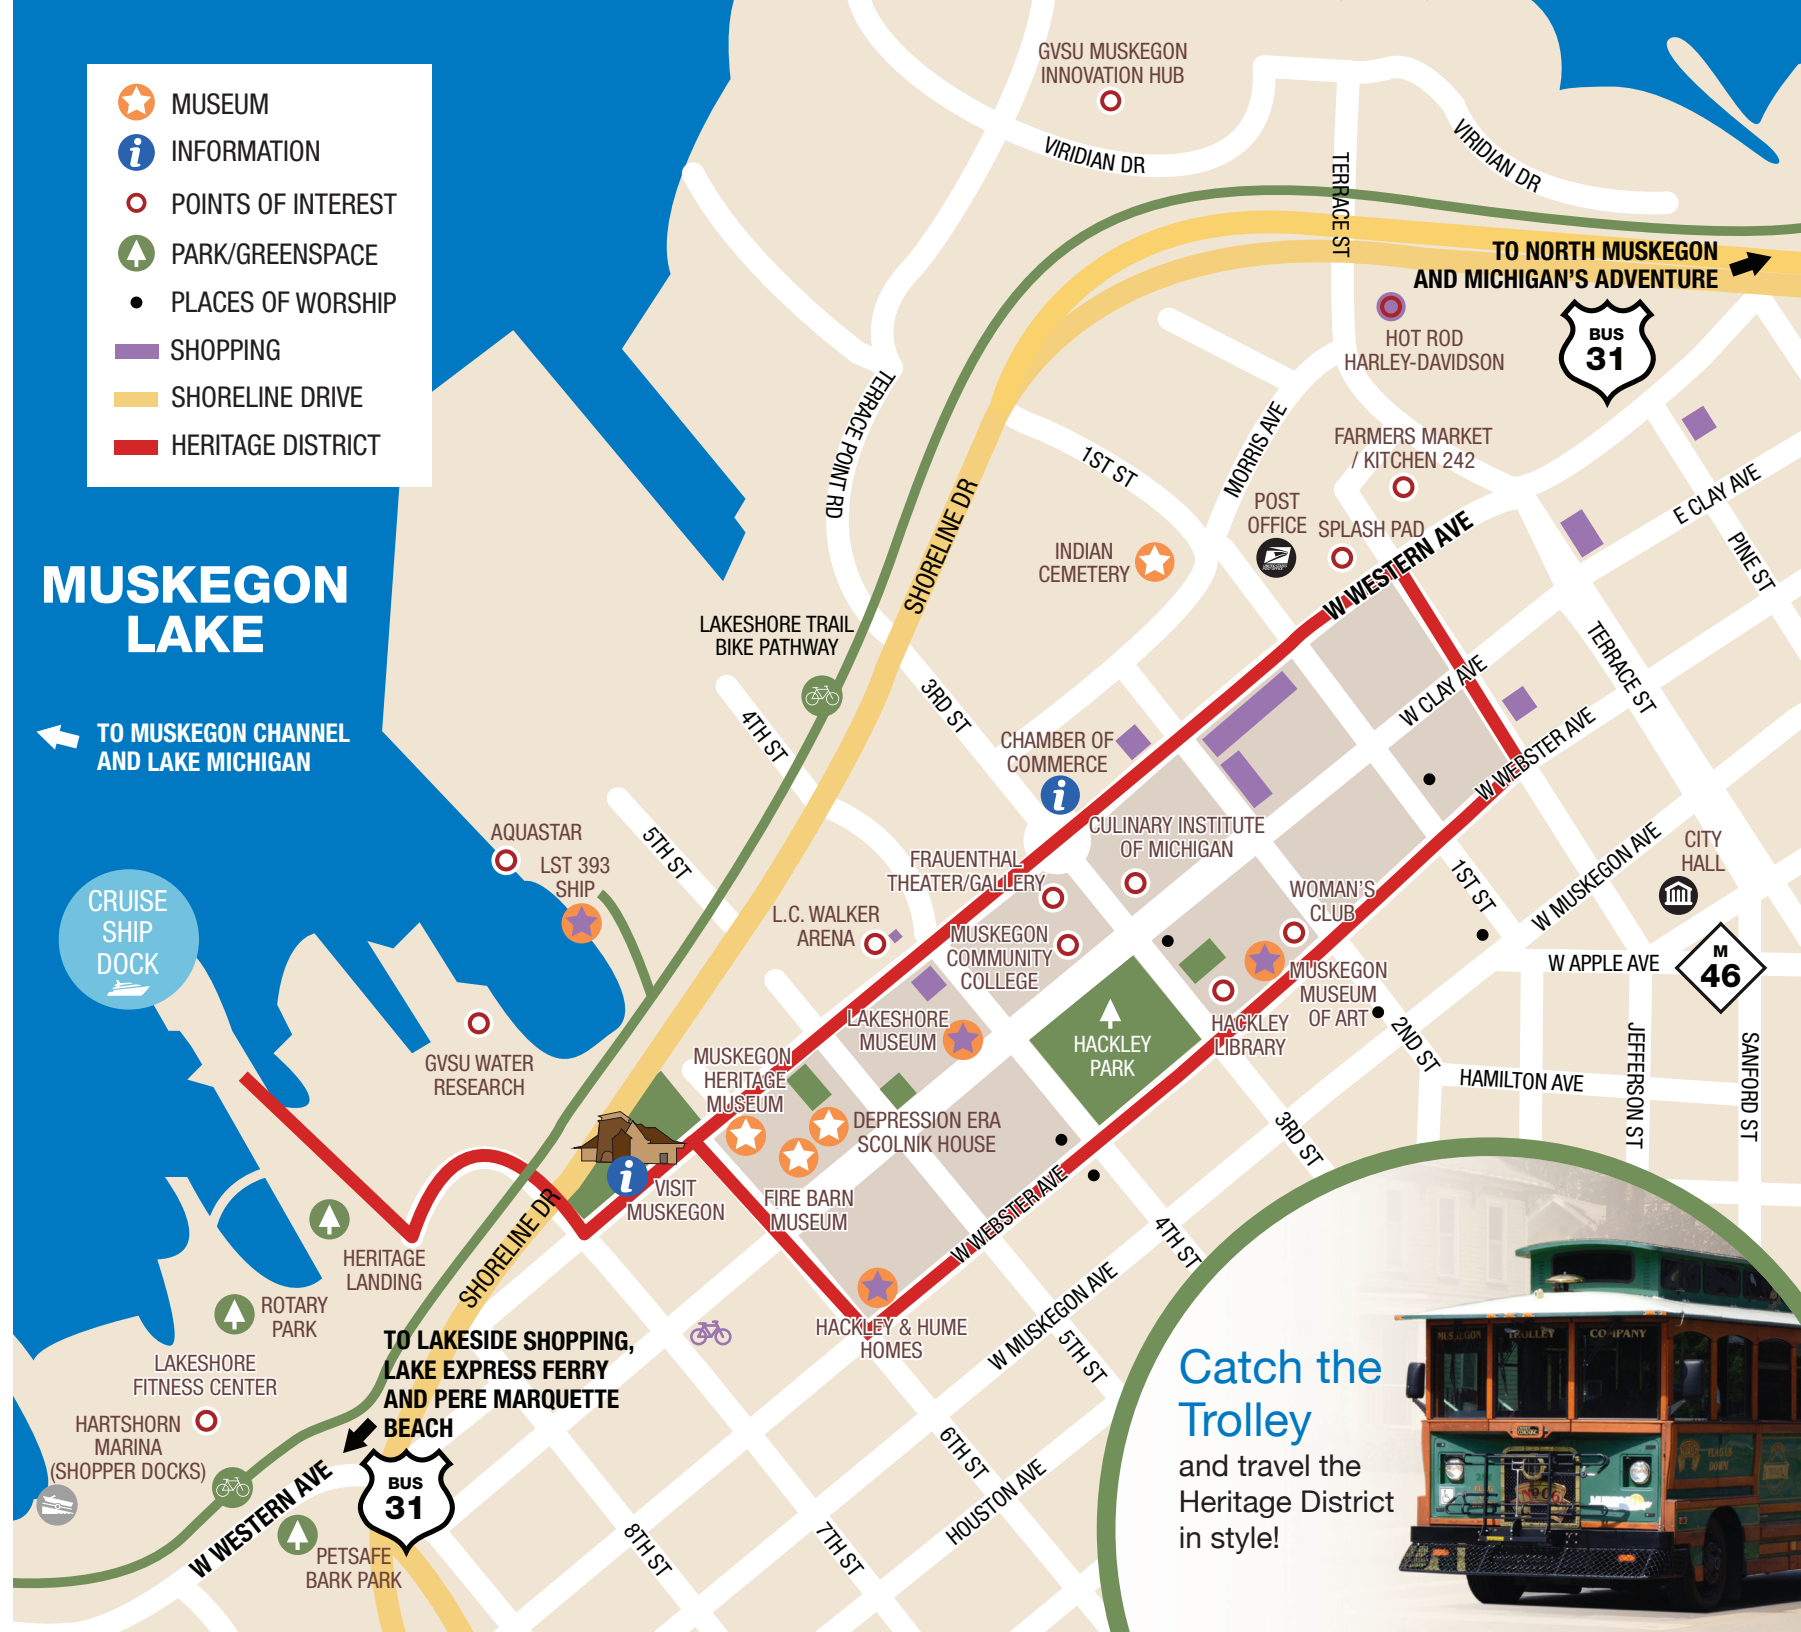 MUSEUM
INFORMATION
POINTS OF INTEREST
PARK/GREENSPACE
PLACES OF WORSHIP
SHOPPING
SHORELINE DRIVE
HERITAGE DISTRICT
GVSU MUSKEGON
INNOVATION HUB
VIRIDIAN DR
VIRIDIAN DR
TERRACE ST
TO NORTH MUSKEGON
AND MICHIGAN'S ADVENTURE
BUS
31
HOT ROD
HARLEY-DAVIDSON
TERRACE POINT RD
1ST ST
MORRIS AVE
FARMERS MARKET
/ KITCHEN 242
POST
OFFICE
SPLASH PAD
E CLAY AVE
PINE ST
INDIAN
CEMETERY
SHORELINE DR
W WESTERN AVE
MUSKEGON
LAKE
LAKESHORE TRAIL
BIKE PATHWAY
TERRACE ST
W CLAY AVE
W WEBSTER AVE
3RD ST
4TH ST
TO MUSKEGON CHANNEL
AND LAKE MICHIGAN
CHAMBER OF
COMMERCE
CULINARY INSTITUTE
OF MICHIGAN
FRAUENTHAL
THEATER/GALLERY
5TH ST
AQUASTAR
LST 393
SHIP
CRUISE
SHIP
DOCK
L.C. WALKER
ARENA
MUSKEGON
COMMUNITY
COLLEGE
WOMAN'S
CLUB
1ST ST
W MUSKEGON AVE
CITY
HALL
W APPLE AVE
M
46
MUSKEGON
MUSEUM
OF ART
HACKLEY
LIBRARY
2ND ST
HACKLEY
PARK
LAKESHORE
MUSEUM
MUSKEGON
HERITAGE
MUSEUM
GVSU WATER
RESEARCH
DEPRESSION ERA
SCOLNIK HOUSE
HAMILTON AVE
JEFFERSON ST
SANFORD ST
3RD ST
VISIT
MUSKEGON
FIRE BARN
MUSEUM
W WEBSTER AVE
4TH ST
SHORELINE DR
HERITAGE
LANDING
ROTARY
PARK
HACKLEY & HUME
HOMES
W MUSKEGON AVE
5TH ST
TO LAKESIDE SHOPPING,
LAKE EXPRESS FERRY
AND PERE MARQUETTE
BEACH
LAKESHORE
FITNESS CENTER
HARTSHORN
MARINA
(SHOPPER DOCKS)
W WESTERN AVE
BUS
31
PETSAFE
BARK PARK
6TH ST
HOUSTON AVE
7TH ST
8TH ST
Catch the
Trolley
and travel the
Heritage District
in style!
TROLLEY